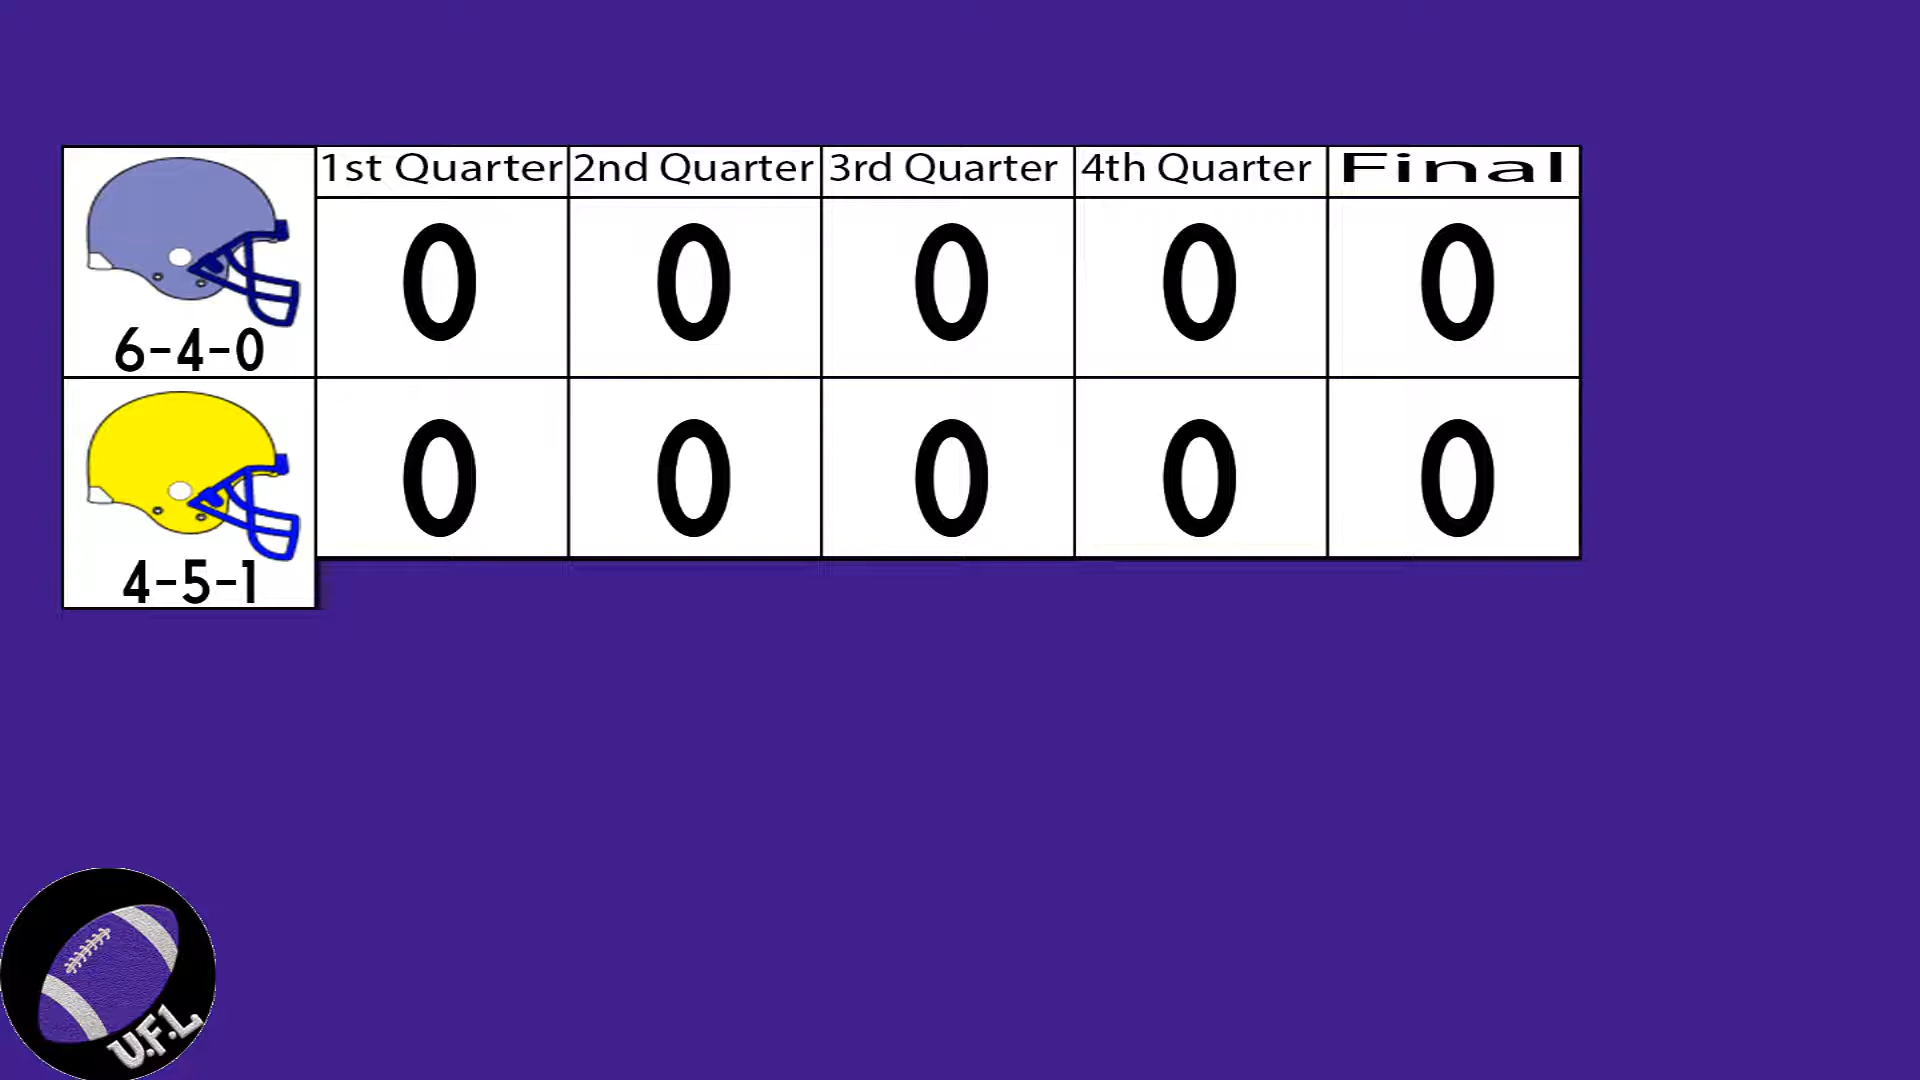 1st Quarter 2nd Quarter 3rd Quarter 4th Quarter Final
0 0 0 0 0
6-4-0
0 0 0 0 0
4-5-1
U.F.L